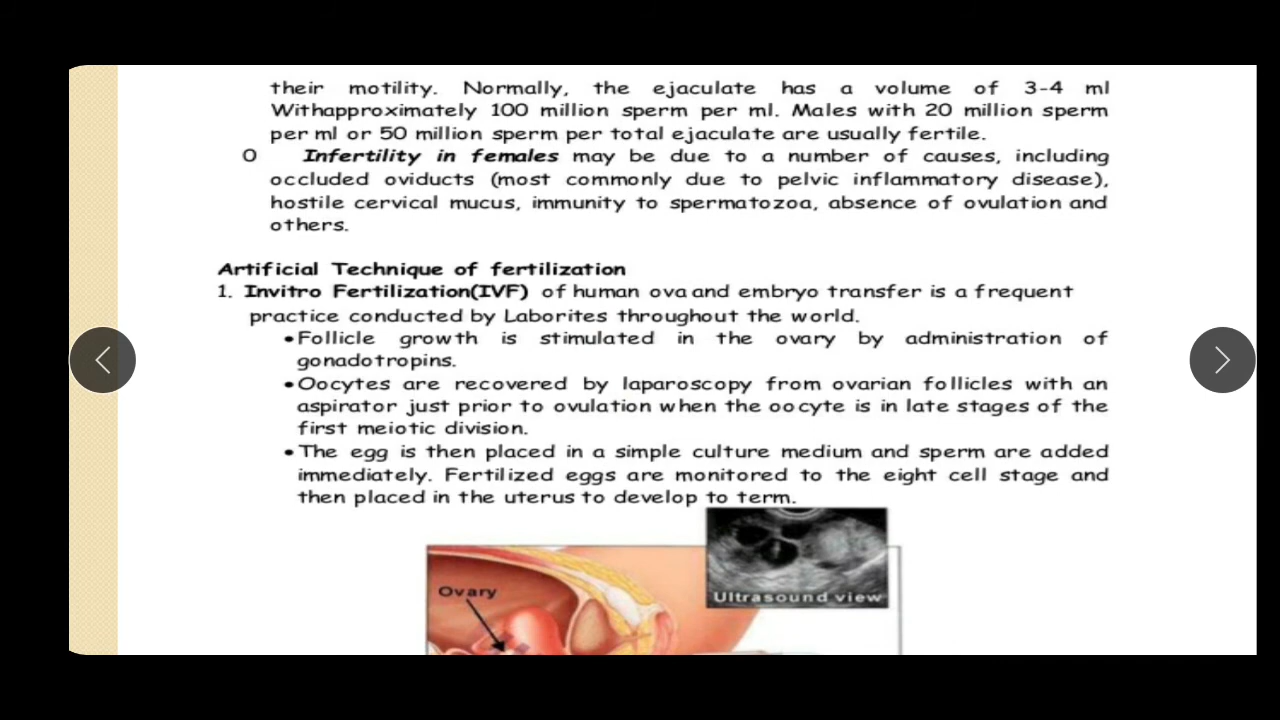 their motility. Normally, the ejaculate has a volume of 3-4 ml
Withapproximately 100 million sperm per ml. Males with 20 million sperm
per ml or 50 million sperm per total ejaculate are usually fertile.
O Infertility in females may be due to a number of causes, including
occluded oviducts (most commonly due to pelvic inflammatory disease),
hostile cervical mucus, immunity to spermatozoa, absence of ovulation and
others.
Artificial Technique of fertilization
1. Invitro Fertilization(IVF) of human ova and embryo transfer is a frequent
practice conducted by Laborites throughout the world.
•Follicle growth is stimulated in the ovary by administration of
gonadotropins.
•Oocytes are recovered by laparoscopy from ovarian follicles with an
aspirator just prior to ovulation when the oocyte is in late stages of the
first meiotic division.
•The egg is then placed in a simple culture medium and sperm are added
immediately. Fertilized eggs are monitored to the eight cell stage and
then placed in the uterus to develop to term.
Ultrasound view
Ovary